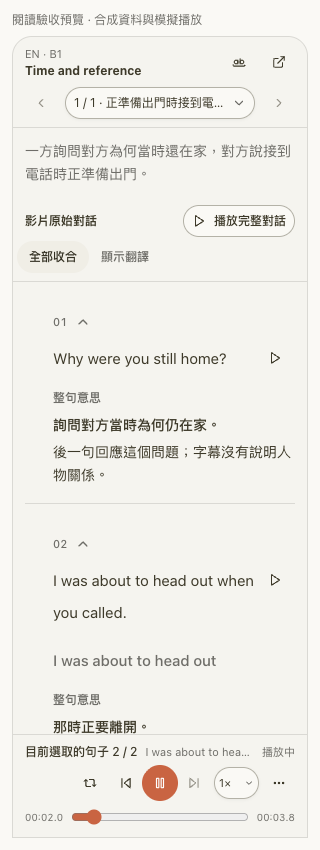 閱讀驗收預覽 · 合成資料與模擬播放
EN · B1
Time and reference
1 / 1 · 正準備出門時接到電...
一方詢問對方為何當時還在家，對方說接到
電話時正準備出門。
影片原始對話
播放完整對話
全部收合
顯示翻譯
01
Why were you still home?
整句意思
詢問對方當時為何仍在家。
後一句回應這個問題；字幕沒有說明人
物關係。
02
I was about to head out when
you called.
I was about to head out
整句意思
那時正要離開。
目前選取的句子 2 / 2 I was about to hea... 播放中
1×
00:02.0
00:03.8